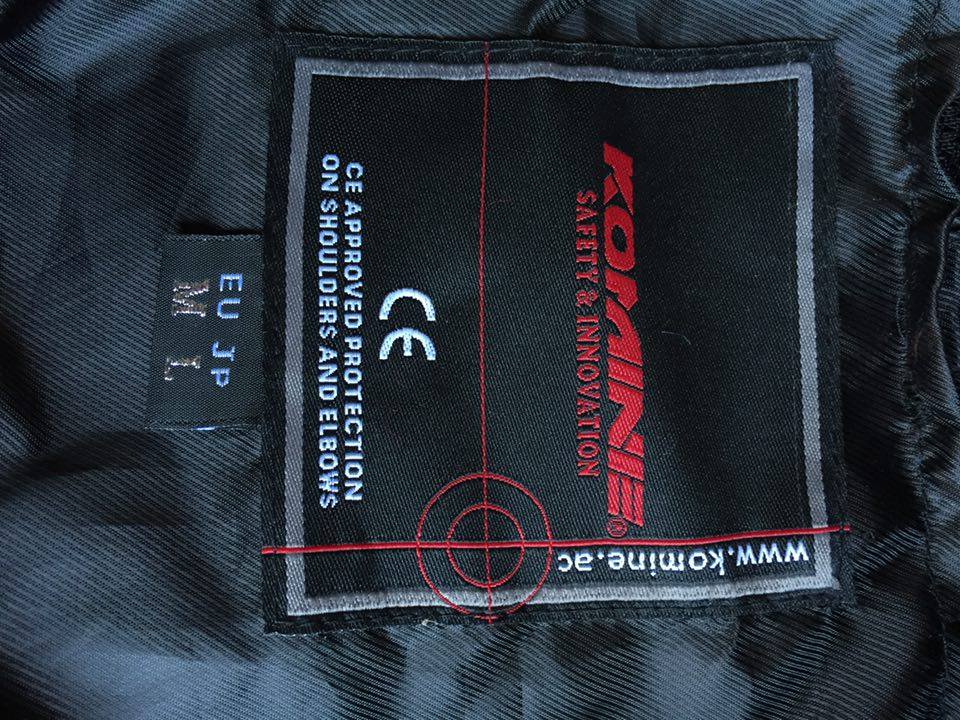 KOMINE®
SAFETY & INNOVATION
www.komine.ac
CE
CE APPROVED PROTECTION
ON SHOULDERS AND ELBOWS
EU JP
M L